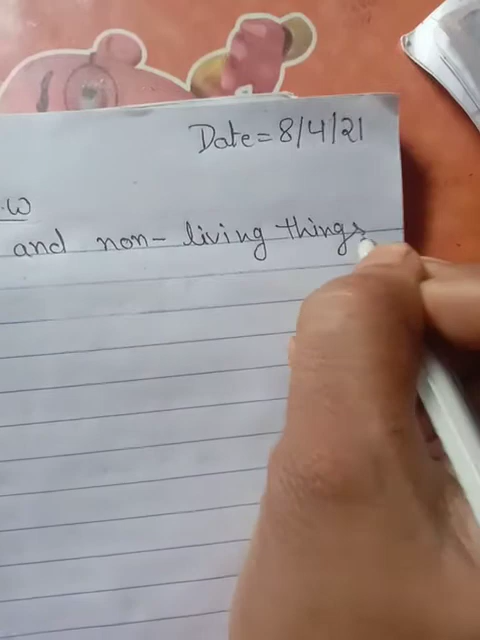 Date = 8/4/21
.W
and non- living things